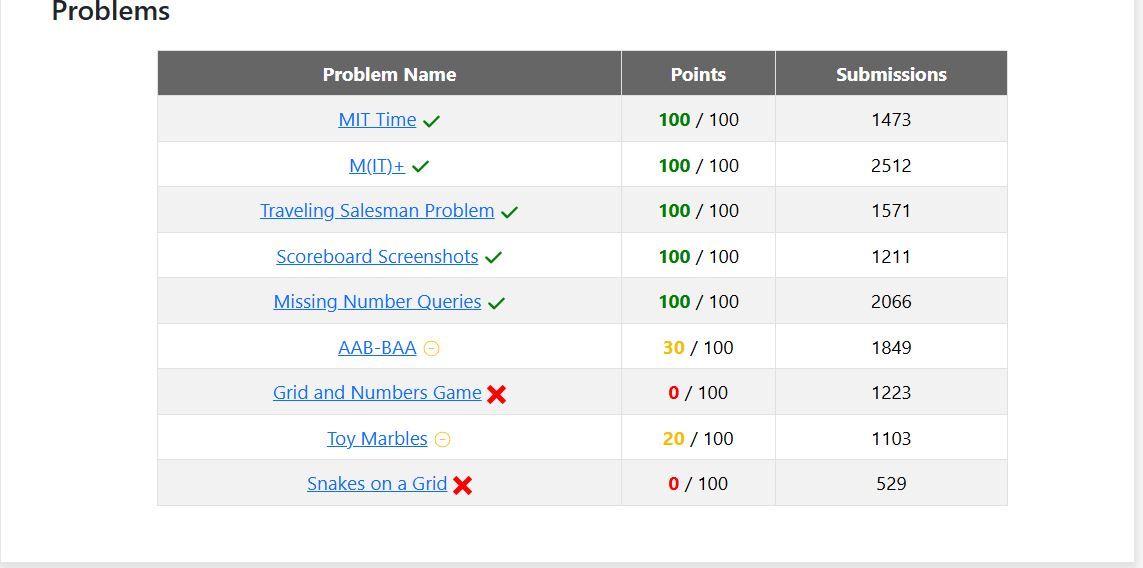 Problems
Problem Name Points Submissions
MIT Time 100 / 100 1473
M(IT)+ 100 / 100 2512
Traveling Salesman Problem 100 / 100 1571
Scoreboard Screenshots 100 / 100 1211
Missing Number Queries 100 / 100 2066
AAB-BAA 30 / 100 1849
Grid and Numbers Game 0 / 100 1223
Toy Marbles 20 / 100 1103
Snakes on a Grid 0 / 100 529